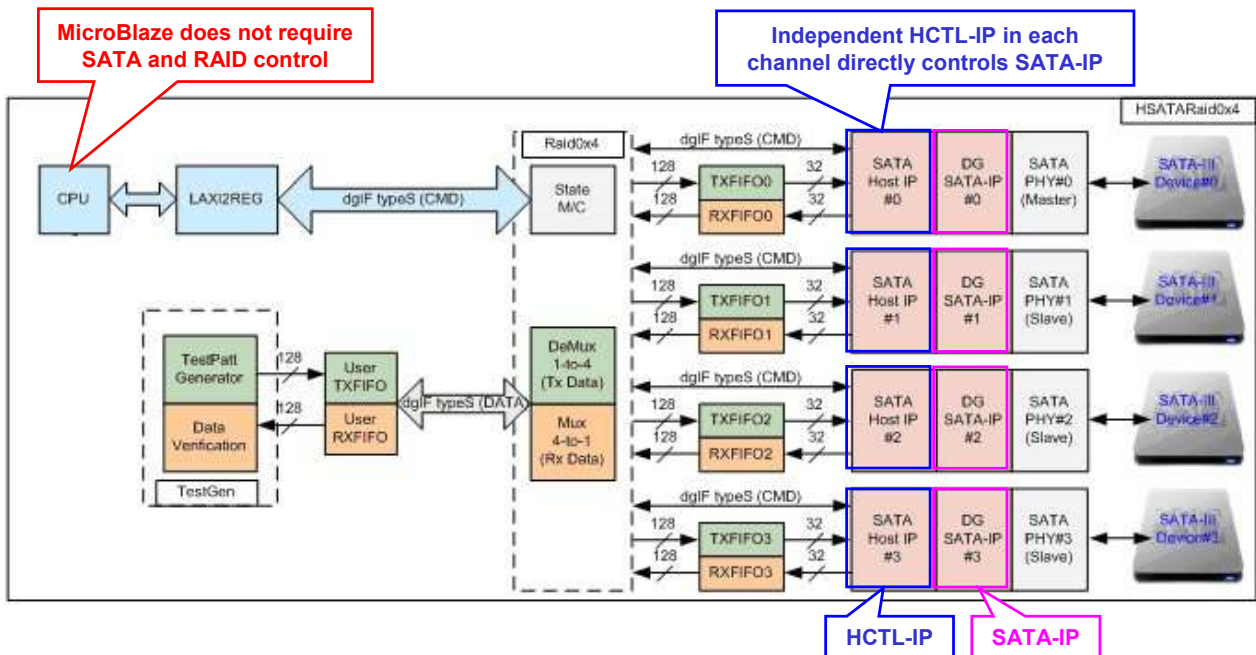 MicroBlaze does not require
SATA and RAID control
Independent HCTL-IP in each
channel directly controls SATA-IP
HSATARaid0x4
CPU
LAXI2REG
dgIF typeS (CMD)
Raid0x4
State
M/C
dgIF typeS (CMD)
128
TXFIFO0
32
128
RXFIFO0
32
SATA
Host IP
#0
DG
SATA-IP
#0
SATA
PHY#0
(Master)
SATA-III
Device#0
dgIF typeS (CMD)
128
TXFIFO1
32
128
RXFIFO1
32
SATA
Host IP
#1
DG
SATA-IP
#1
SATA
PHY#1
(Slave)
SATA-III
Device#1
TestPatt
Generator
128
User
TXFIFO
Data
Verification
128
User
RXFIFO
TestGen
dgIF typeS (DATA)
DeMux
1-to-4
(Tx Data)
Mux
4-to-1
(Rx Data)
dgIF typeS (CMD)
128
TXFIFO2
32
128
RXFIFO2
32
SATA
Host IP
#2
DG
SATA-IP
#2
SATA
PHY#2
(Slave)
SATA-III
Device#2
dgIF typeS (CMD)
128
TXFIFO3
32
128
RXFIFO3
32
SATA
Host IP
#3
DG
SATA-IP
#3
SATA
PHY#3
(Slave)
SATA-III
Device#3
HCTL-IP
SATA-IP